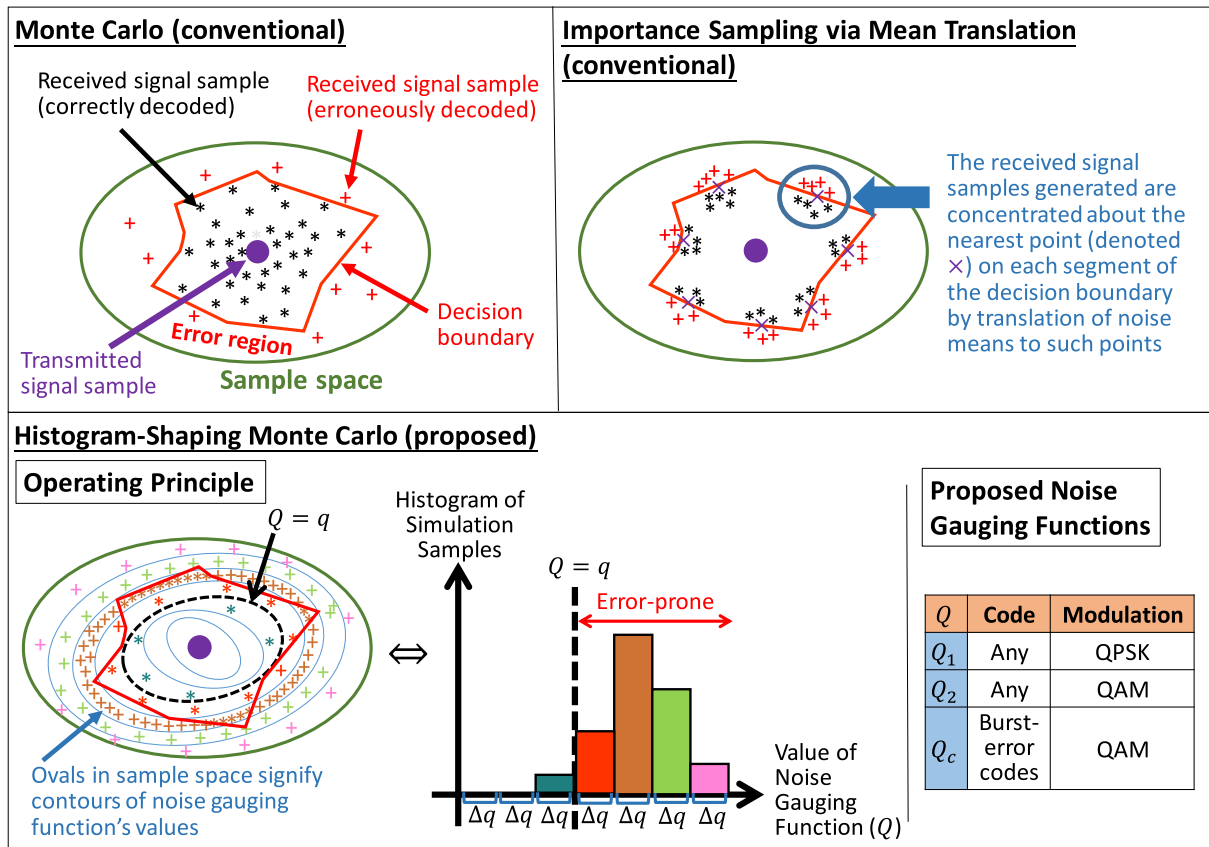 Monte Carlo (conventional)
Received signal sample
(correctly decoded)
Received signal sample
(erroneously decoded)
Error region
Decision
boundary
Transmitted
signal sample
Sample space
Importance Sampling via Mean Translation
(conventional)
The received signal
samples generated are
concentrated about the
nearest point (denoted
×) on each segment of
the decision boundary
by translation of noise
means to such points
Histogram-Shaping Monte Carlo (proposed)
Operating Principle
Q = q
Ovals in sample space signify
contours of noise gauging
function's values
⇔
Histogram of
Simulation
Samples
Q = q
Error-prone
Δq Δq Δq Δq Δq Δq Δq
Value of
Noise
Gauging
Function (Q)
Proposed Noise
Gauging Functions
Q Code Modulation
Q1 Any QPSK
Q2 Any QAM
Qc Burst-
error
codes QAM